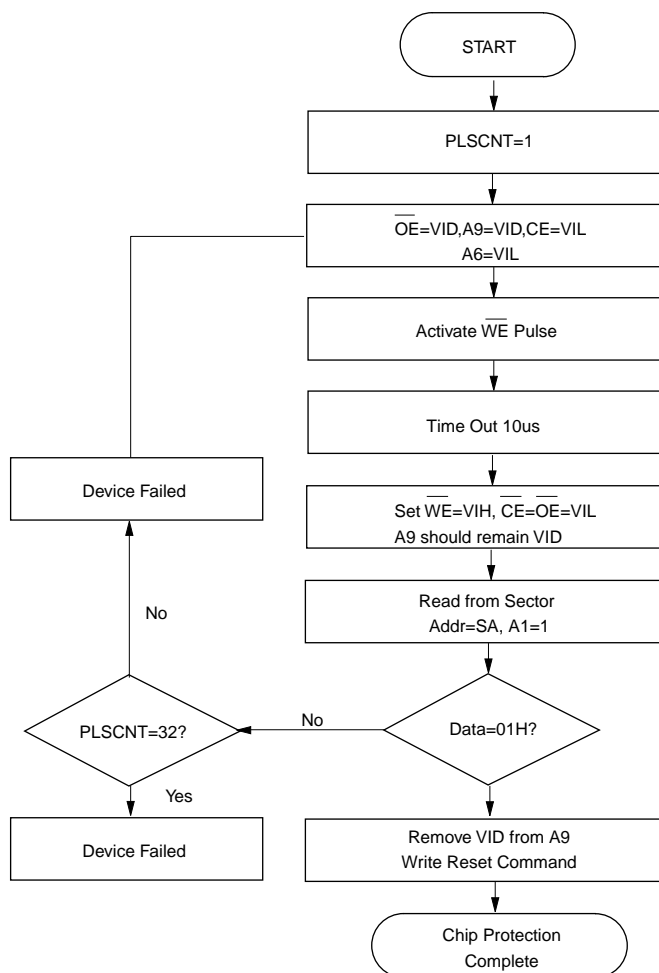 START
PLSCNT=1
OE=VID,A9=VID,CE=VIL
A6=VIL
Activate WE Pulse
Time Out 10us
Set WE=VIH, CE=OE=VIL
A9 should remain VID
Read from Sector
Addr=SA, A1=1
Data=01H?
No
PLSCNT=32?
No
Device Failed
Yes
Device Failed
Remove VID from A9
Write Reset Command
Chip Protection
Complete